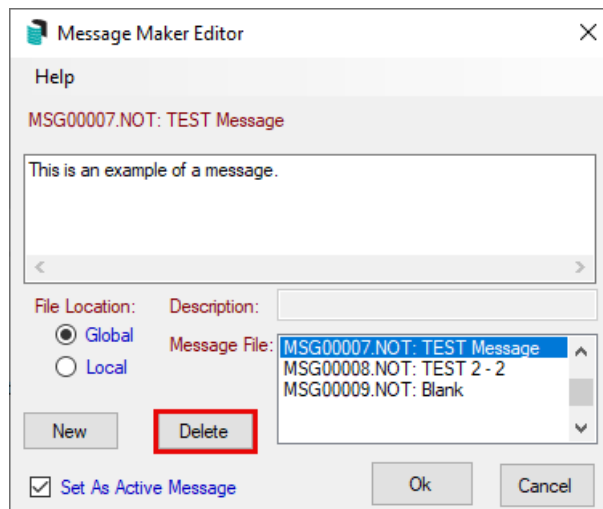 Message Maker Editor
Help
MSG00007.NOT: TEST Message
This is an example of a message.
File Location:
Description:
Global
Local
Message File:
MSG00007.NOT: TEST Message
MSG00008.NOT: TEST 2 - 2
MSG00009.NOT: Blank
New
Delete
Set As Active Message
Ok
Cancel